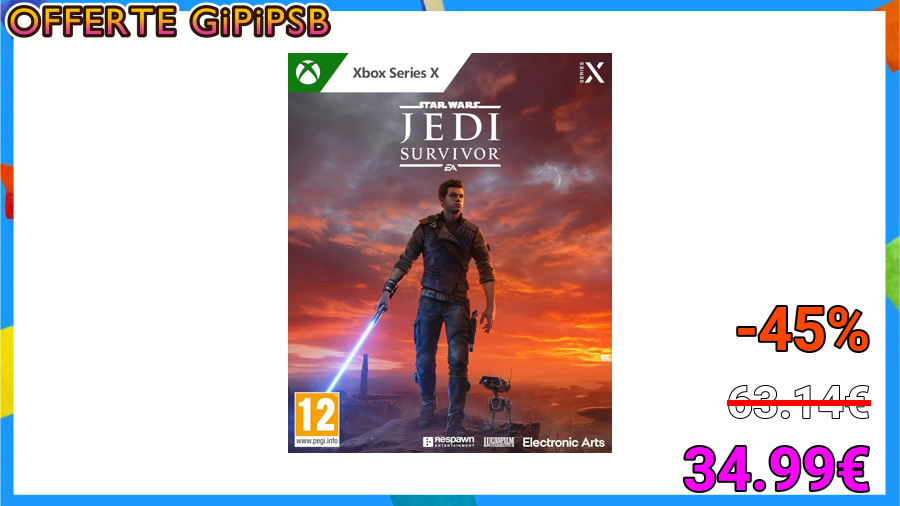 OFFERTE GiPiPSB
Xbox Series X
SERIES X
STAR WARS
JEDI
SURVIVOR
EA
-45%
63.14€
34.99€
12
www.pegi.info
Respawn
ENTERTAINMENT
LUCASFILM
Electronic Arts